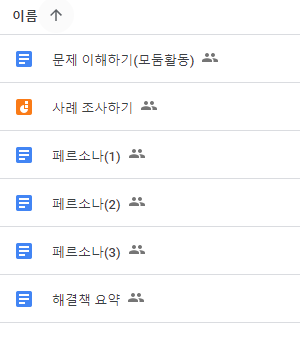 이름
문제 이해하기(모둠활동)
사례 조사하기
페르소나(1)
페르소나(2)
페르소나(3)
해결책 요약